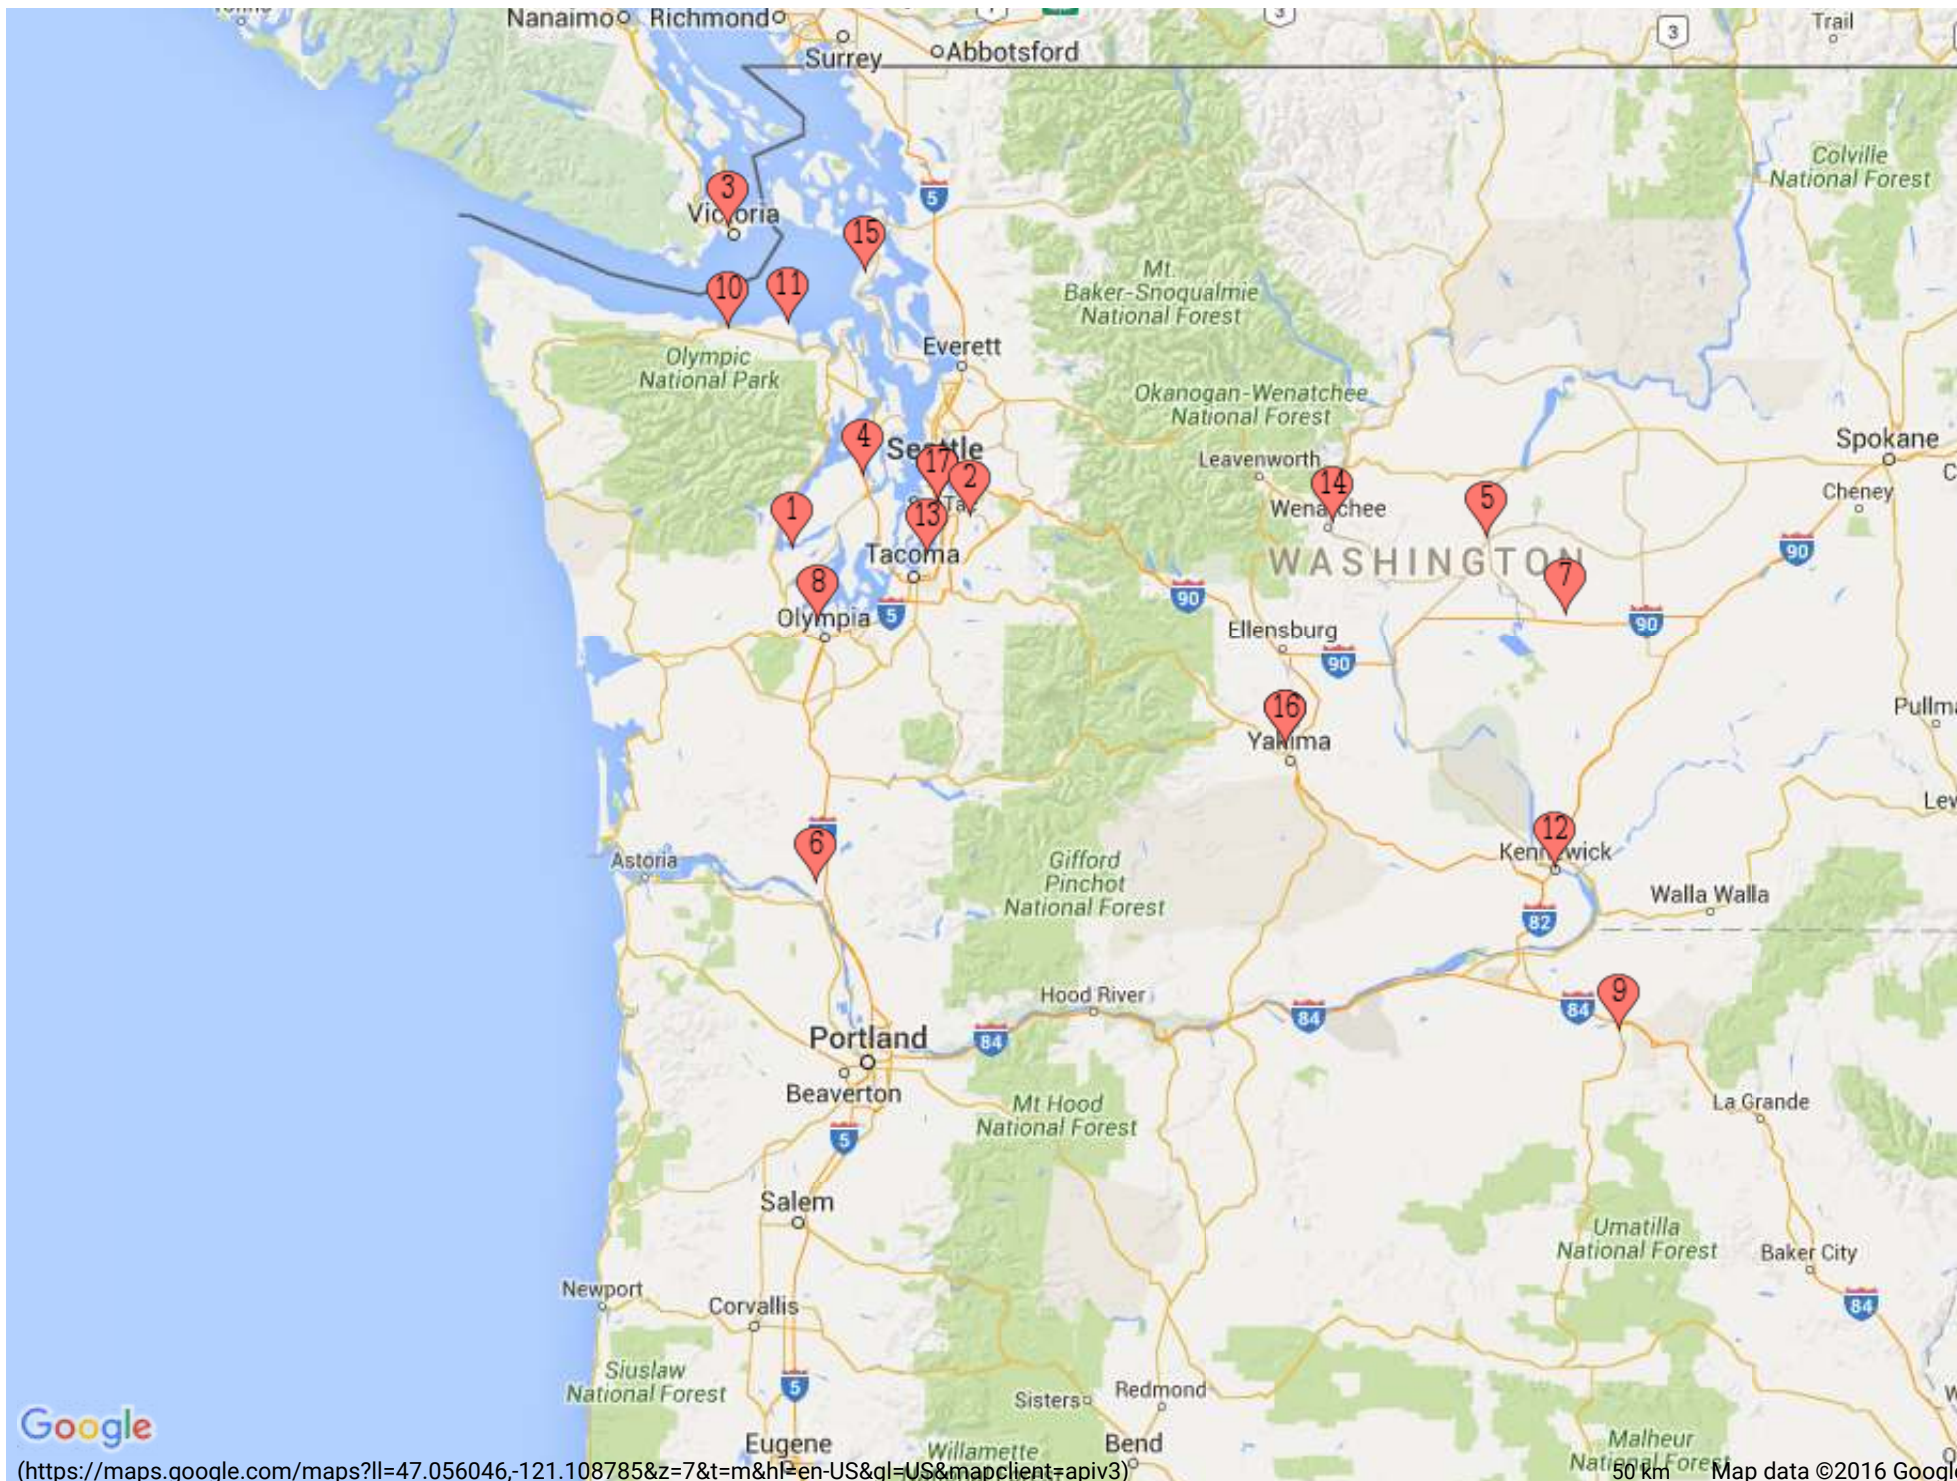 Nanaimo
Richmond
3
3
Trail
Surrey
Abbotsford
Colville
National Forest
3
Victoria
5
15
10
11
Mt.
Baker-Snoqualmie
National Forest
Everett
Olympic
National Park
Okanogan-Wenatchee
National Forest
4
Seattle
17
2
Leavenworth
Spokane
14
5
Cheney
1
13
Wenatchee
Tacoma
WASHINGTON
90
7
8
90
5
Olympia
90
Ellensburg
90
16
Yakima
6
12
Astoria
Kennewick
Gifford
Pinchot
National Forest
Walla Walla
82
9
Hood River
84
84
84
Portland
Beaverton
Mt Hood
National Forest
La Grande
5
Salem
Umatilla
National Forest
Baker City
Newport
Corvallis
84
Siuslaw
National Forest
5
Sisters
Redmond
Google
Eugene
Willamette
Bend
Malheur
National Forest
(https://maps.google.com/maps?ll=47.056046,-121.108785&z=7&t=m&hl=en-US&gl=US&mapclient=apiv3)
50 km
Map data ©2016 Googl